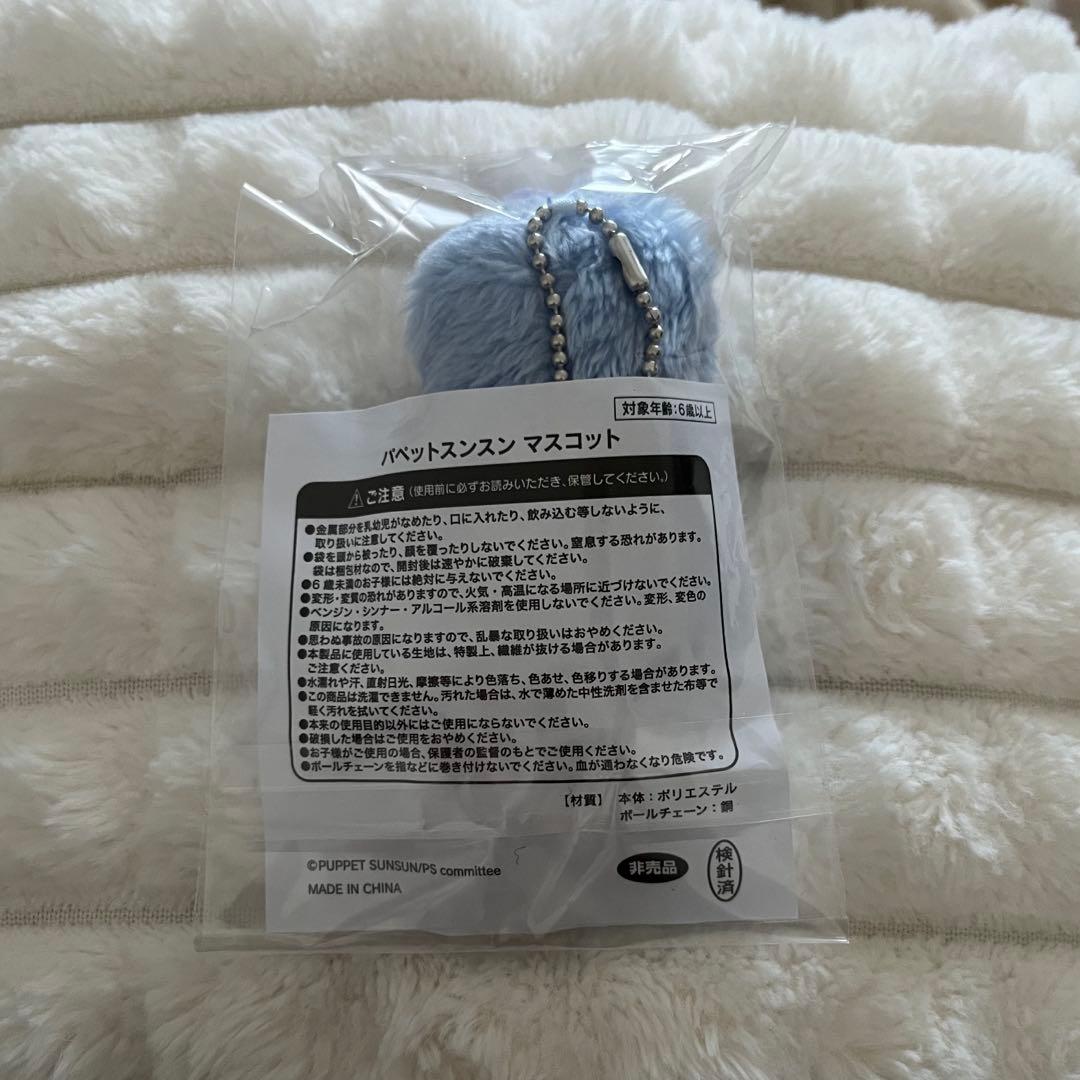 対象年齢:6歳以上
パペットスンスン マスコット
ご注意(使用前に必ずお読みいただき、保管してください。)
●金属部分を乳幼児がなめたり、口に入れたり、飲み込む等しないように、
取り扱いに注意してください。
●袋を頭から被ったり、顔を覆ったりしないでください。窒息する恐れがあります。
袋は梱包材なので、開封後は速やかに破棄してください。
●6歳未満のお子様には絶対に与えないでください。
●変形・変質の恐れがありますので、火気・高温になる場所に近づけないでください。
●ベンジン・シンナー・アルコール系溶剤を使用しないでください。変形、変色の
原因になります。
●思わぬ事故の原因になりますので、乱暴な取り扱いはおやめください。
●本製品に使用している生地は、特製上、繊維が抜ける場合があります。
ご注意ください。
●水濡れや汗、直射日光、摩擦等により色落ち、色あせ、色移りする場合があります。
●この商品は洗濯できません。汚れた場合は、水で薄めた中性洗剤を含ませた布等で
軽く汚れを拭いてください。
●本来の使用目的以外にはご使用にならないでください。
●破損した場合はご使用をおやめください。
●お子様がご使用の場合、保護者の監督のもとでご使用ください。
●ボールチェーンを指などに巻き付けないでください。血が通わなくなり危険です。
【材質】 本体:ポリエステル
ボールチェーン:銅
©PUPPET SUNSUN/PS committee
MADE IN CHINA
非売品
検針済